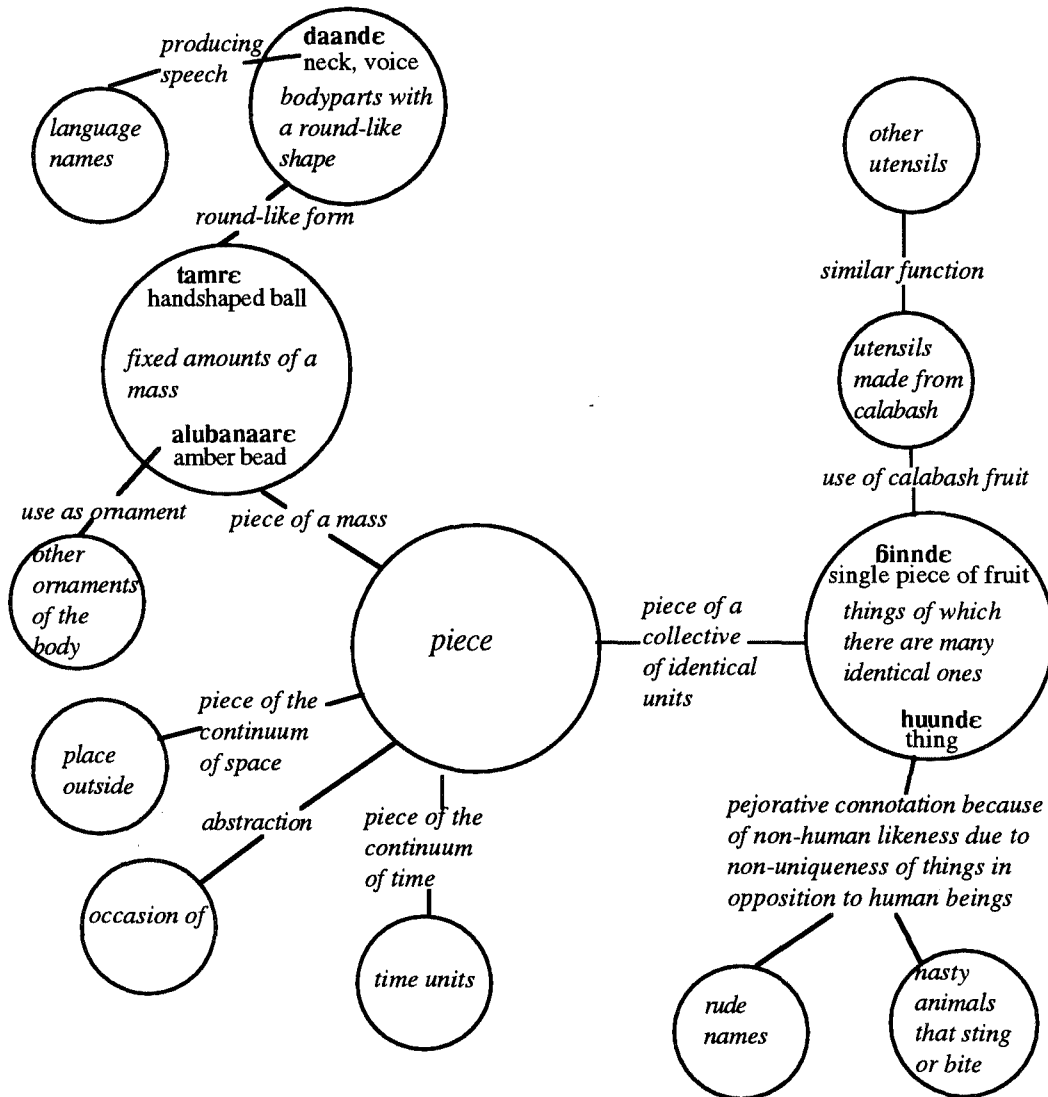 producing
speech
daandɛ
neck, voice
bodyparts with
a round-like
shape
language
names
round-like form
tamrɛ
handshaped ball
fixed amounts of a
mass
alubanaarɛ
amber bead
use as ornament
piece of a mass
other
ornaments
of the
body
other
utensils
similar function
utensils
made from
calabash
use of calabash fruit
ɓinndɛ
single piece of fruit
things of which
there are many
identical ones
huundɛ
thing
piece
piece of a
collective
of identical
units
piece of the
continuum
of space
place
outside
abstraction
occasion of
piece of the
continuum
of time
time units
pejorative connotation because
of non-human likeness due to
non-uniqueness of things in
opposition to human beings
rude
names
nasty
animals
that sting
or bite